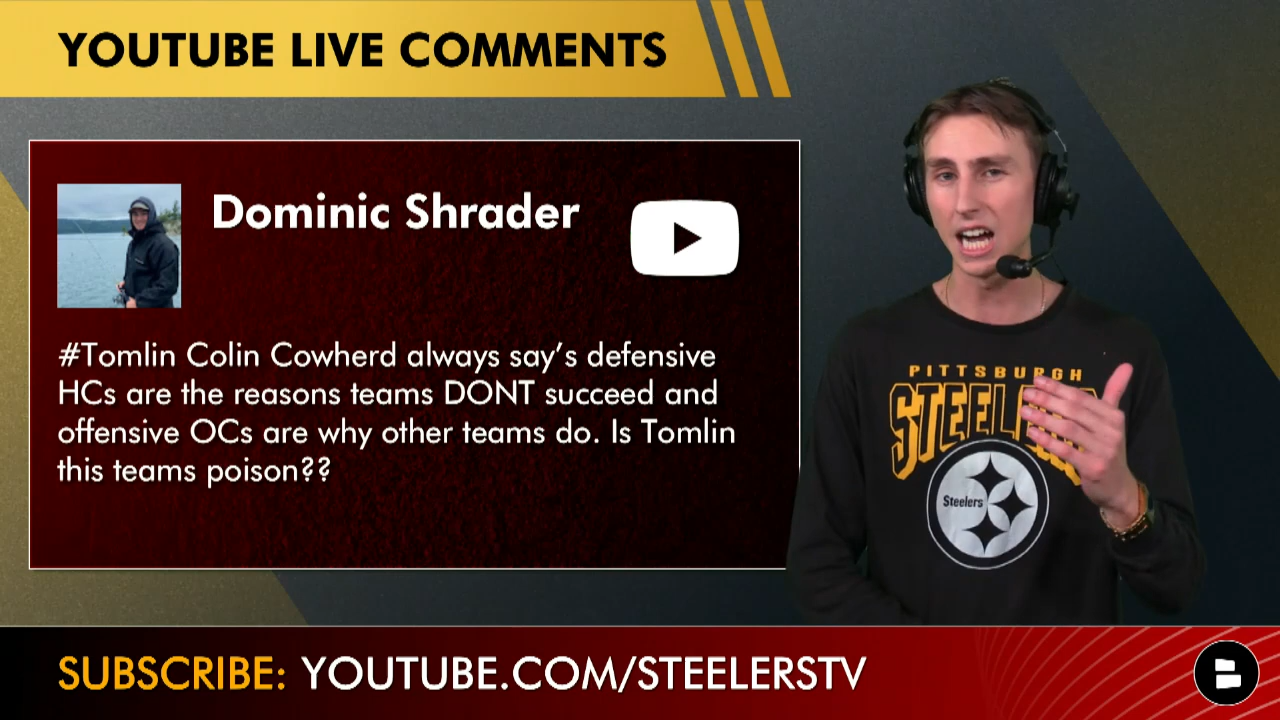 YOUTUBE LIVE COMMENTS
Dominic Shrader
#Tomlin Colin Cowherd always say's defensive
HCs are the reasons teams DONT succeed and
offensive OCs are why other teams do. Is Tomlin
this teams poison??
PITTSBURGH
STEELERS
Steelers
SUBSCRIBE: YOUTUBE.COM/STEELERSTV